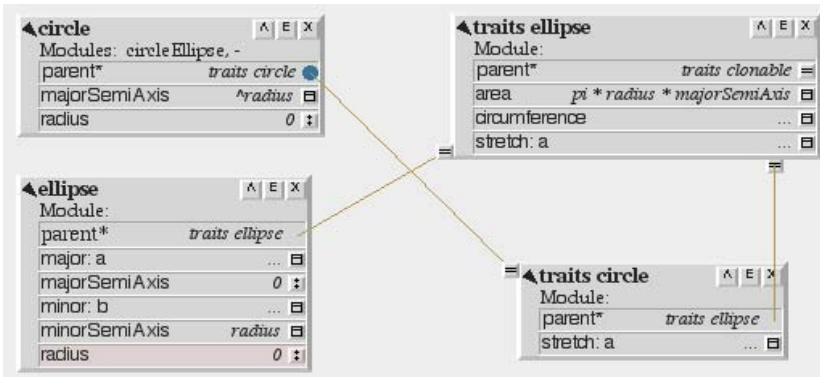 circle
Λ E X
Modules: circleEllipse, -
parent* traits circle
majorSemiAxis ^radius
radius 0
traits ellipse
Λ E X
Module:
parent* traits clonable =
area pi * radius * majorSemiAxis
circumference ...
stretch: a ...
=
=
ellipse
Λ E X
Module:
parent* traits ellipse
major: a ...
majorSemiAxis 0
minor: b ...
minorSemiAxis radius
radius 0
=
traits circle
Λ E X
Module:
parent* traits ellipse
stretch: a ...